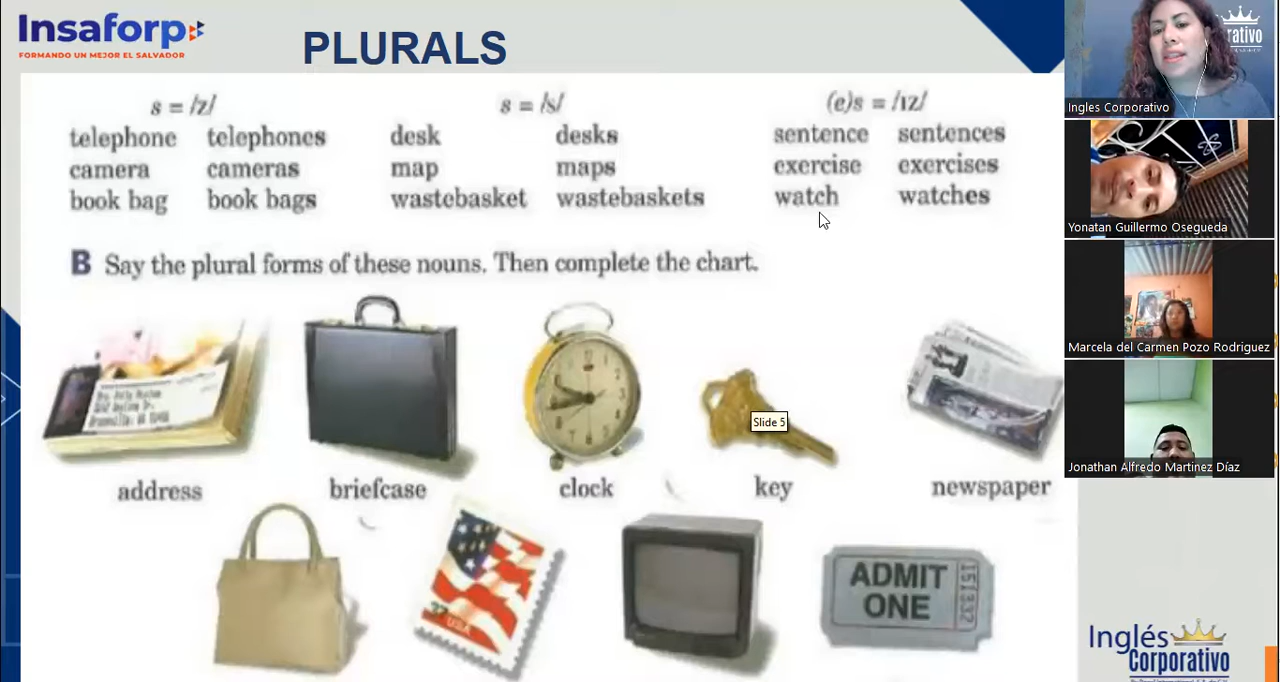 Insaforp
FORMANDO UN MEJOR EL SALVADOR
PLURALS
s = /z/
s = /s/
(e)s = /ɪz/
telephone telephones desk desks sentence sentences
camera cameras map maps exercise exercises
book bag book bags wastebasket wastebaskets watch watches
B Say the plural forms of these nouns. Then complete the chart.
Slide 5
address briefcase clock key newspaper
USA
ADMIT
ONE
151332
Inglés
Corporativo
rativo
Ingles Corporativo
Yonatan Guillermo Osegueda
Marcela del Carmen Pozo Rodriguez
Jonathan Alfredo Martinez Díaz